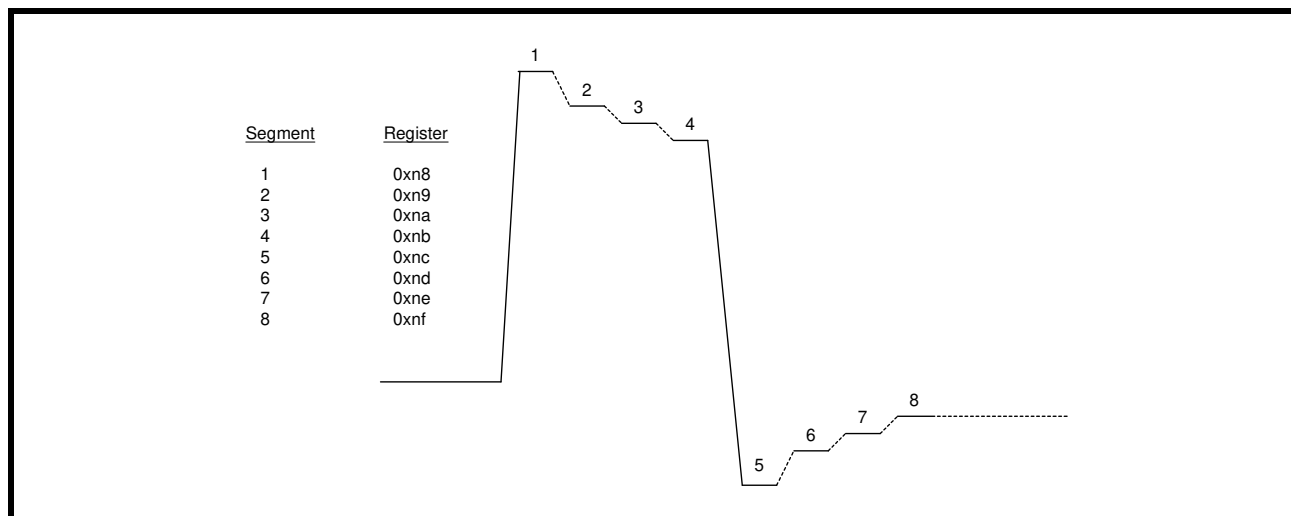 1
2
3
4
Segment Register
1 0xn8
2 0xn9
3 0xna
4 0xnb
5 0xnc
6 0xnd
7 0xne
8 0xnf
8
7
6
5